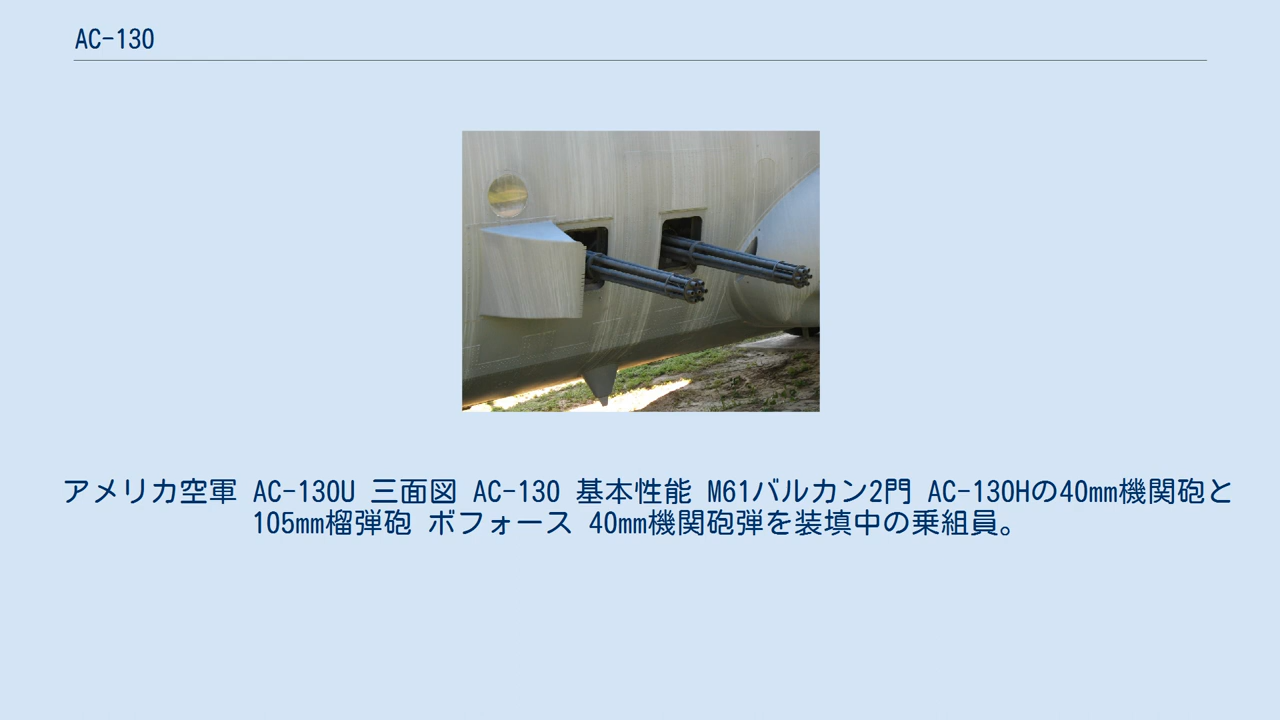 AC-130
アメリカ空軍 AC-130U 三面図 AC-130 基本性能 M61バルカン2門 AC-130Hの40mm機関砲と
105mm榴弾砲 ボフォース 40mm機関砲弾を装填中の乗組員。